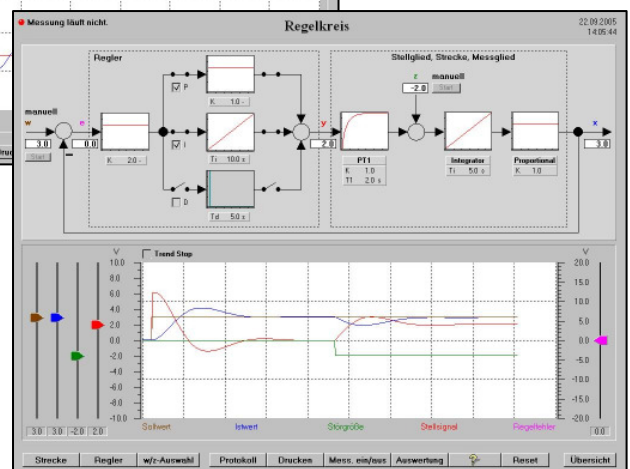 Messung läuft nicht.
Regelkreis
22.09.2005
14:05:44
Regler
Stellglied, Strecke, Messglied
manuell
w
3.0
Start
e
0.0
K 2.0 -
P
K 1.0 -
I
Ti 10.0 s
D
Td 5.0 s
y
2.0
PT1
K 1.0
T1 2.0 s
z manuell
-2.0 Start
Integrator
Ti 5.0 s
Proportional
K 1.0
x
3.0
V
Trend Stop
V
10.0
8.0
6.0
4.0
2.0
0.0
-2.0
-4.0
-6.0
-8.0
-10.0
20.0
15.0
10.0
5.0
0.0
-5.0
-10.0
-15.0
-20.0
3.0 3.0 -2.0 2.0
Sollwert Istwert Störgröße Stellsignal Regelfehler
0.0
Strecke Regler w/z-Auswahl Protokoll Drucken Mess. ein/aus Auswertung ? Reset Übersicht